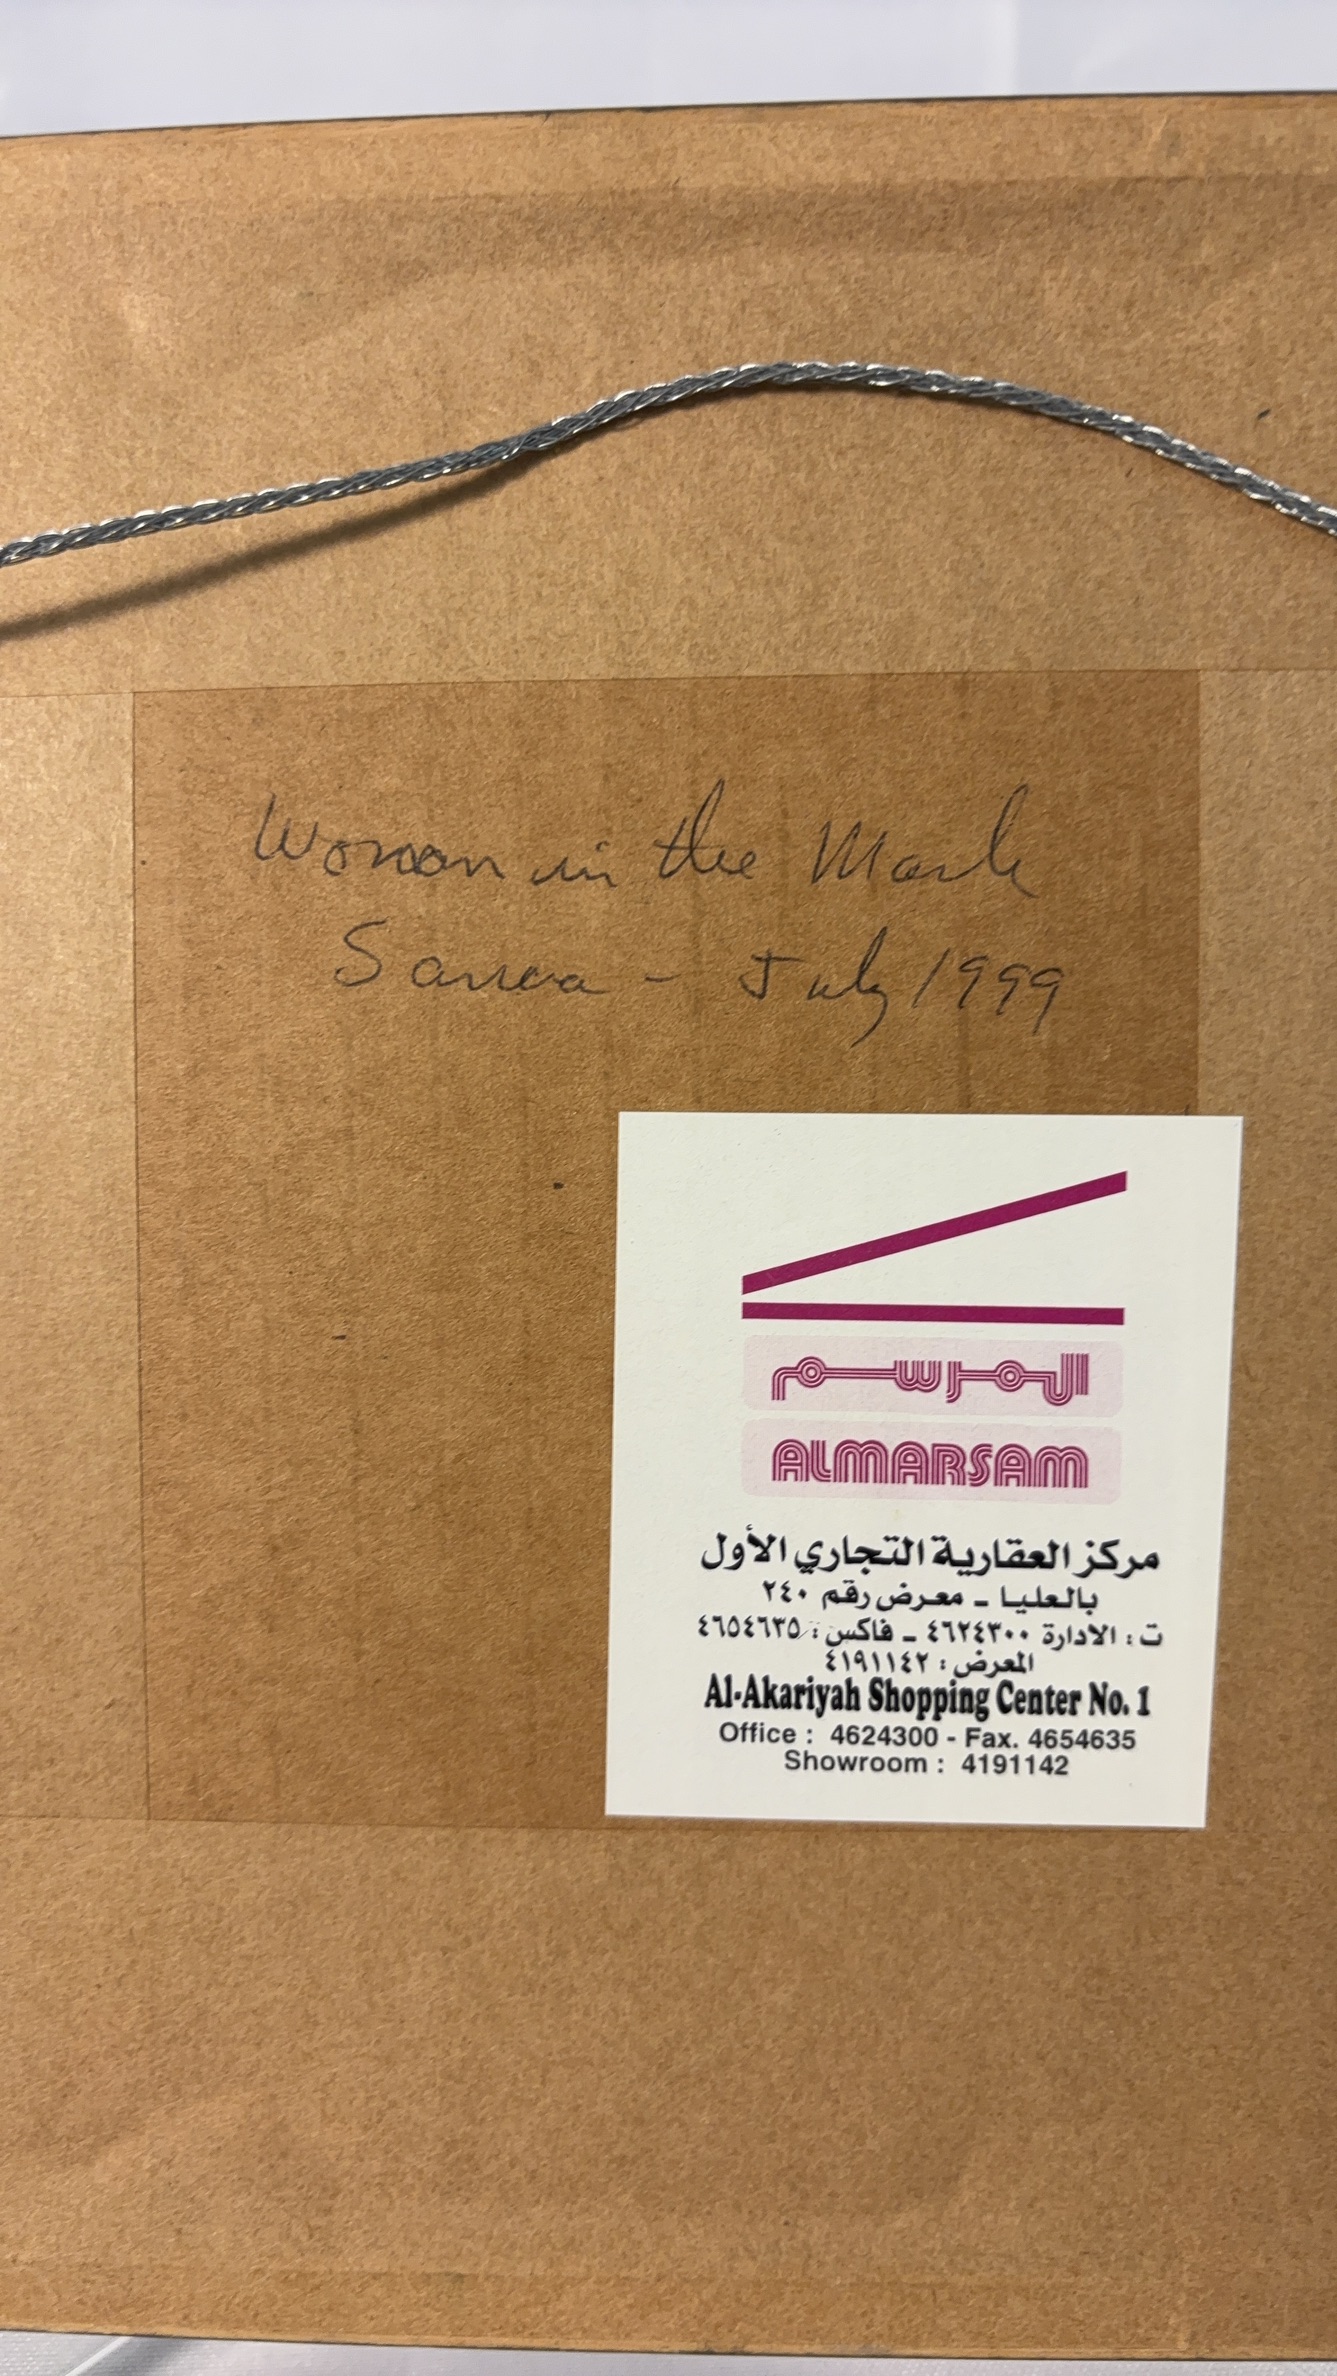 Woman in the Mask
Sanaa - July 1999
المرسم
ALMARSAM
مركز العقارية التجاري الأول
بالعليا ـ معرض رقم ٢٤٠
ت : الادارة ٤٦٢٤٣٠٠ ـ فاكس : ٤٦٥٤٦٣٥
المعرض : ٤١٩١١٤٢
Al-Akariyah Shopping Center No. 1
Office : 4624300 - Fax. 4654635
Showroom : 4191142